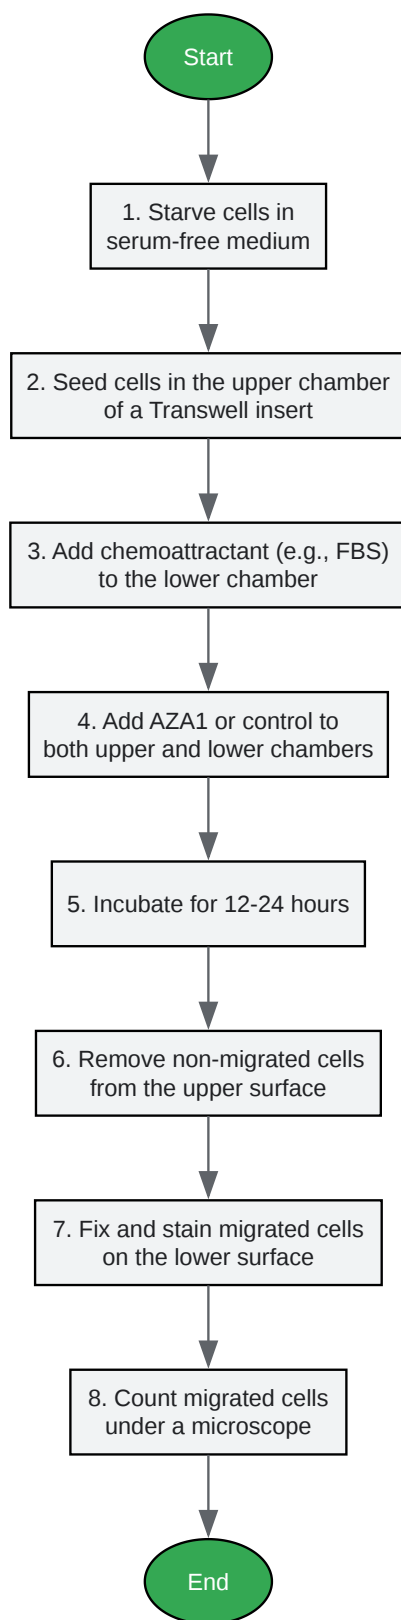 Start
1. Starve cells in
serum-free medium
2. Seed cells in the upper chamber
of a Transwell insert
3. Add chemoattractant (e.g., FBS)
to the lower chamber
4. Add AZA1 or control to
both upper and lower chambers
5. Incubate for 12-24 hours
6. Remove non-migrated cells
from the upper surface
7. Fix and stain migrated cells
on the lower surface
8. Count migrated cells
under a microscope
End